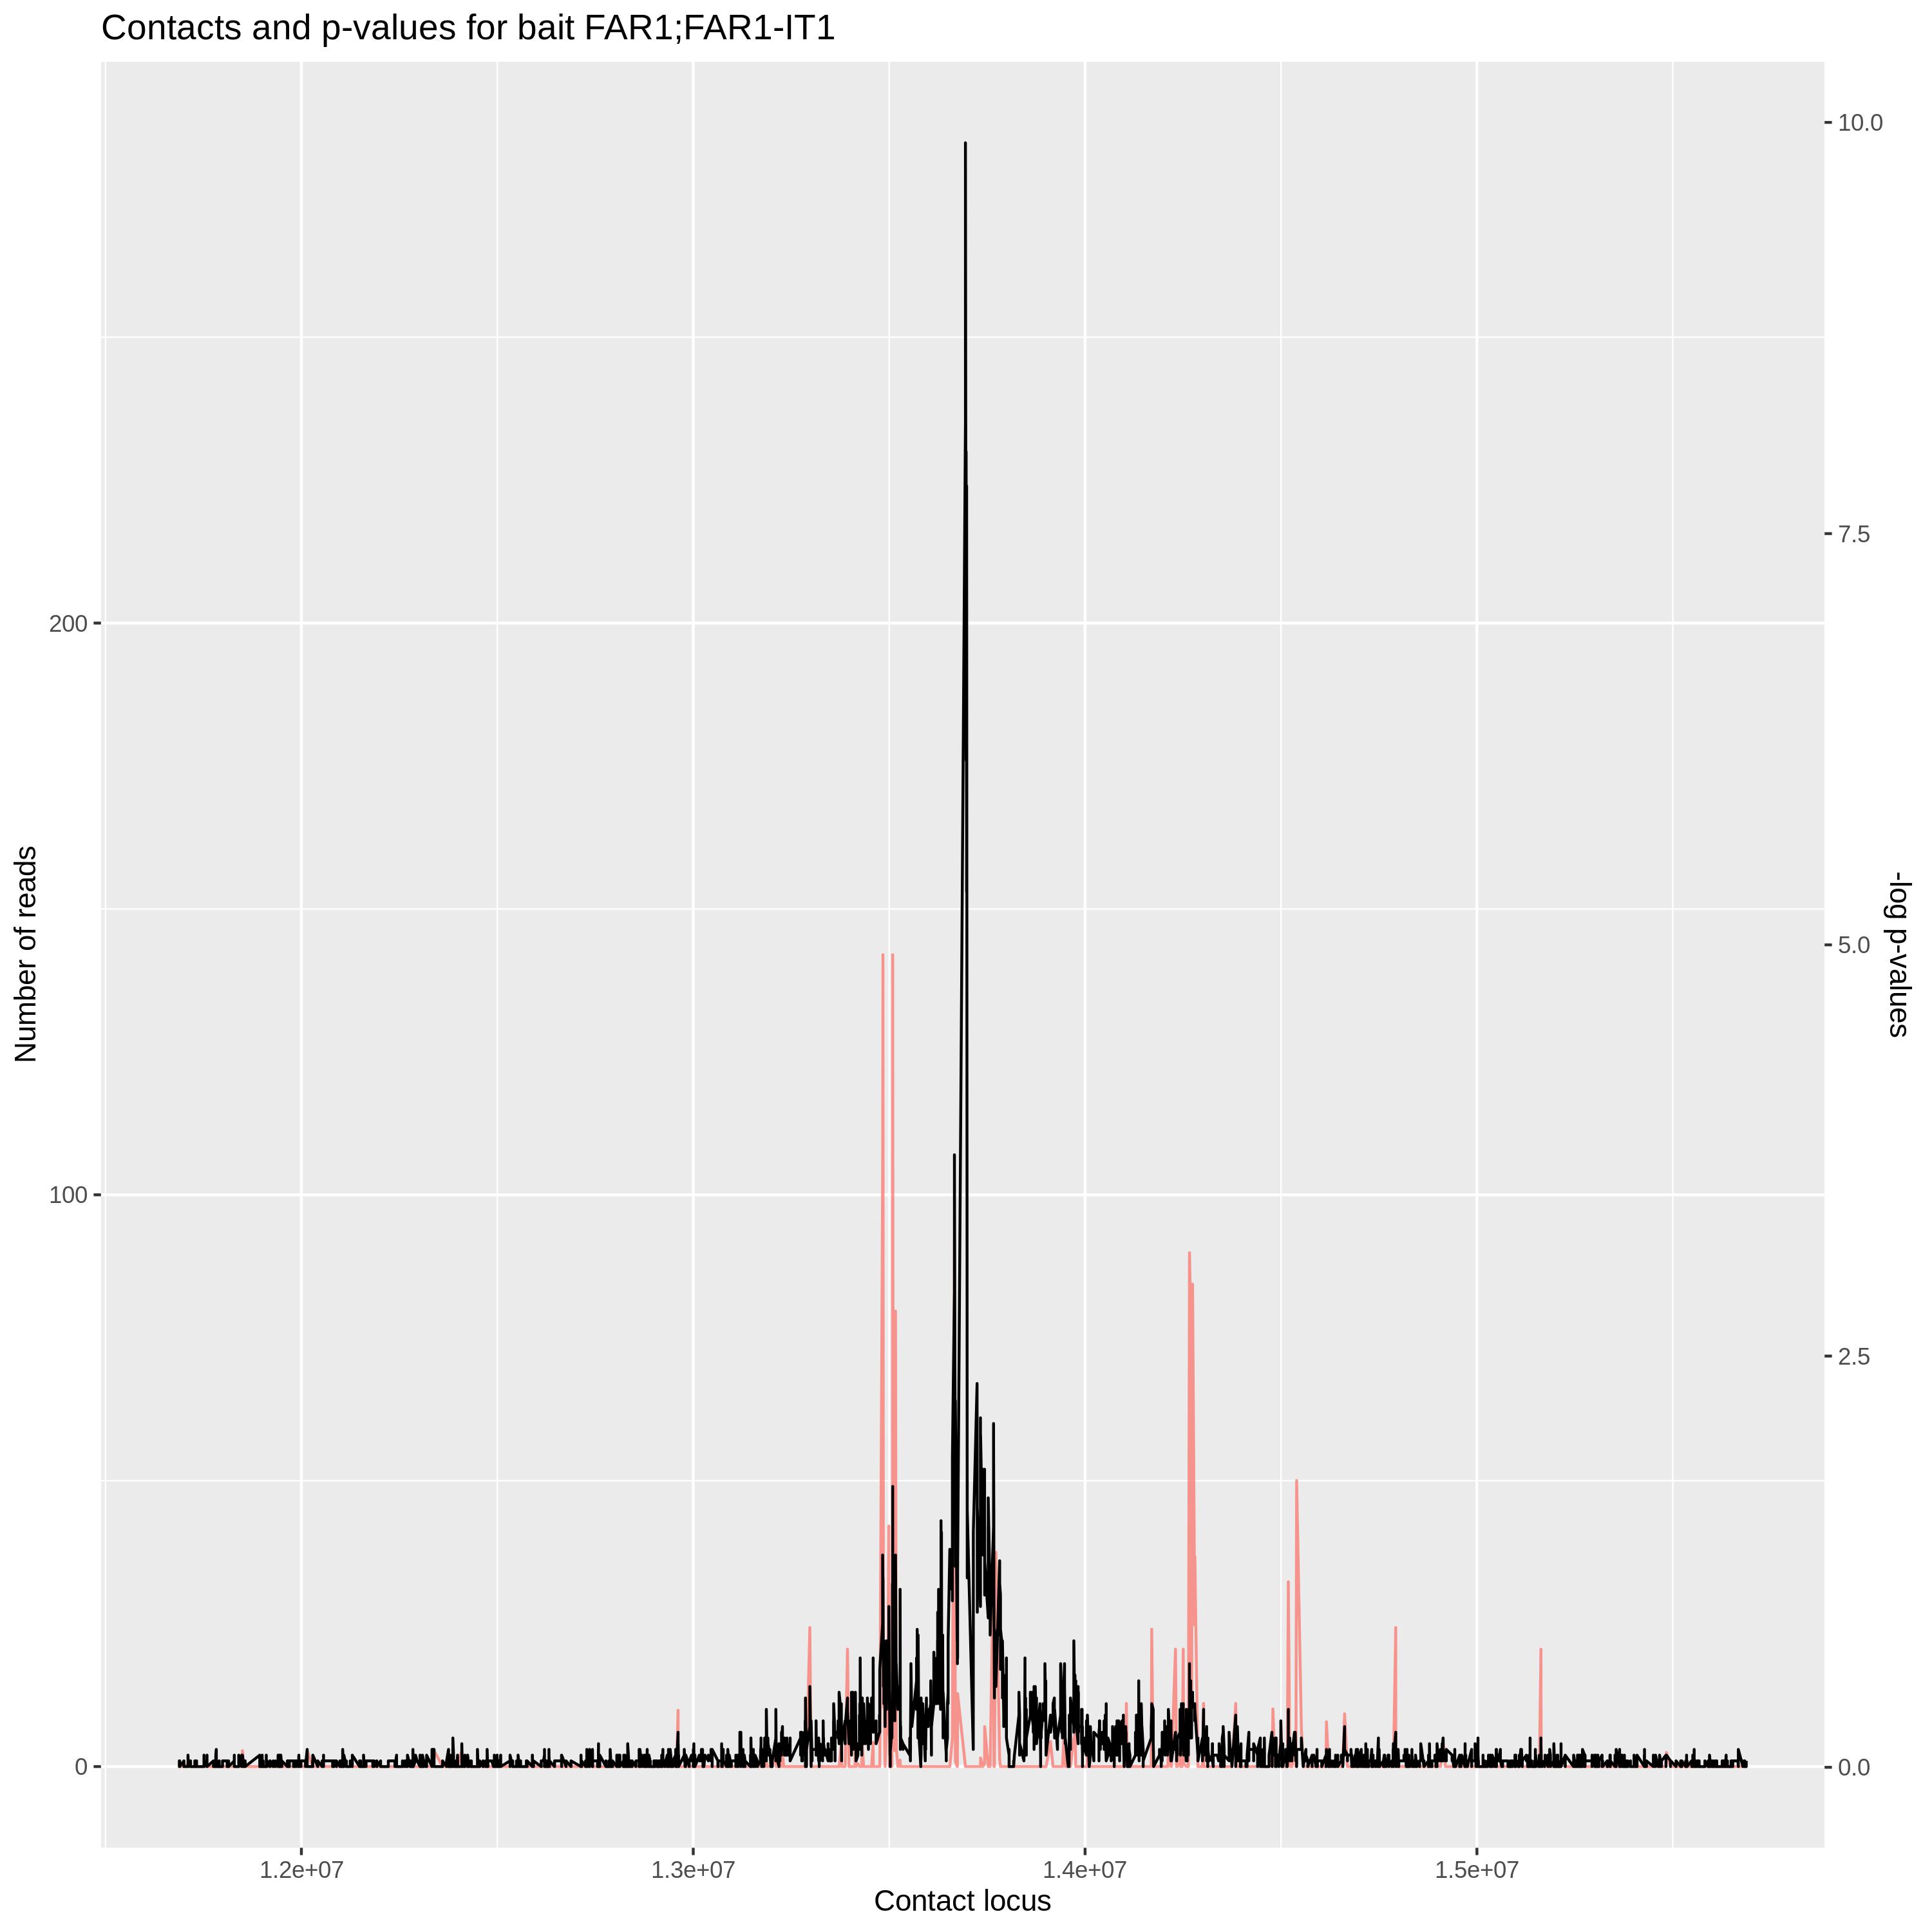 Contacts and p-values for bait FAR1;FAR1-IT1
10.0
7.5
200
5.0
Number of reads
-log p-values
100
2.5
0
0.0
1.2e+07 1.3e+07 1.4e+07 1.5e+07
Contact locus